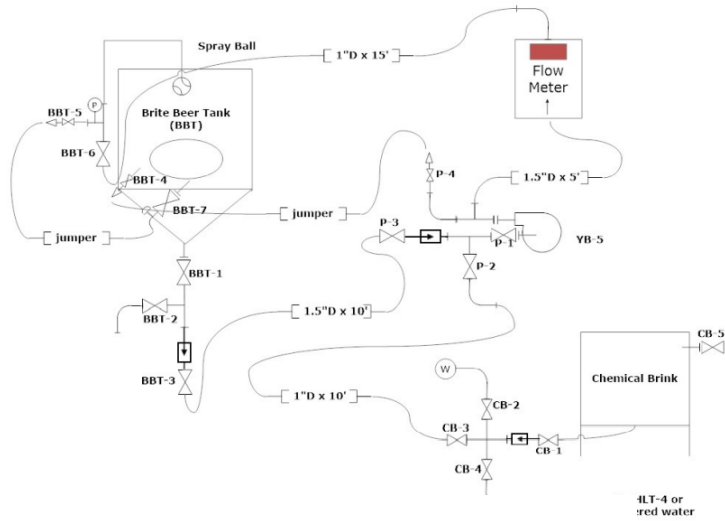 Spray Ball
1"D x 15'
Flow
Meter
BBT-5
P
Brite Beer Tank
(BBT)
BBT-6
BBT-4
P-4
1.5"D x 5'
BBT-7
jumper
P-3
P-1
YB-5
jumper
P-2
BBT-1
1.5"D x 10'
BBT-2
CB-5
W
Chemical Brink
BBT-3
1"D x 10'
CB-2
CB-3
CB-1
CB-4
HLT-4 or
ered water